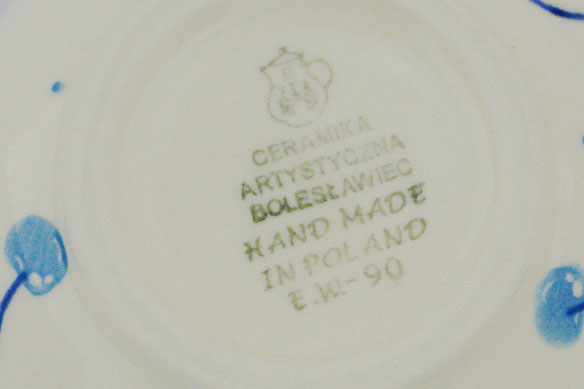 CERAMIKA
ARTYSTYCZNA
BOLESŁAWIEC
HAND MADE
IN POLAND
E.W.-90